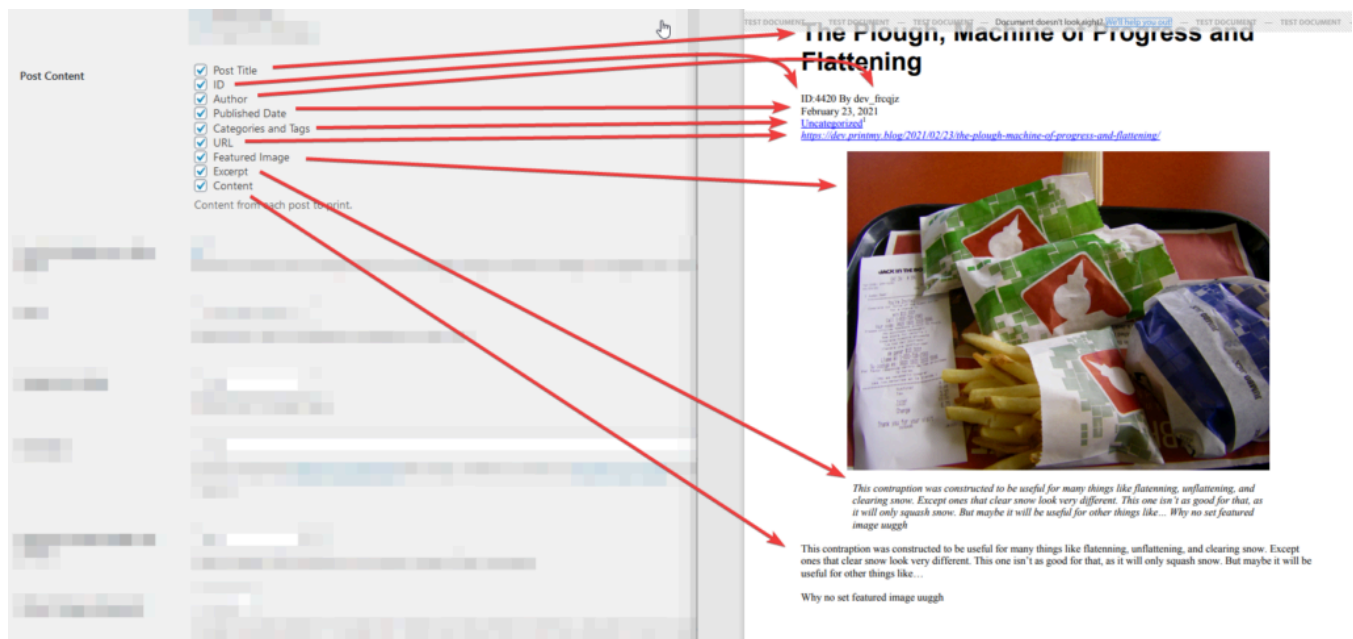 TEST DOCUMENT — TEST DOCUMENT — TEST DOCUMENT — Document doesn't look right? We'll help you out! — TEST DOCUMENT — TEST DOCUMENT —
Post Content
Post Title
ID
Author
Published Date
Categories and Tags
URL
Featured Image
Excerpt
Content
Content from each post to print.
The Plough, Machine of Progress and
Flattening
ID:4420 By dev_frcqjz
February 23, 2021
Uncategorized1
https://dev.printmy.blog/2021/02/23/the-plough-machine-of-progress-and-flattening/
Thank you for your visit
This contraption was constructed to be useful for many things like flatenning, unflattening, and
clearing snow. Except ones that clear snow look very different. This one isn't as good for that, as
it will only squash snow. But maybe it will be useful for other things like… Why no set featured
image uuggh
This contraption was constructed to be useful for many things like flatenning, unflattening, and clearing snow. Except
ones that clear snow look very different. This one isn't as good for that, as it will only squash snow. But maybe it will be
useful for other things like…
Why no set featured image uuggh